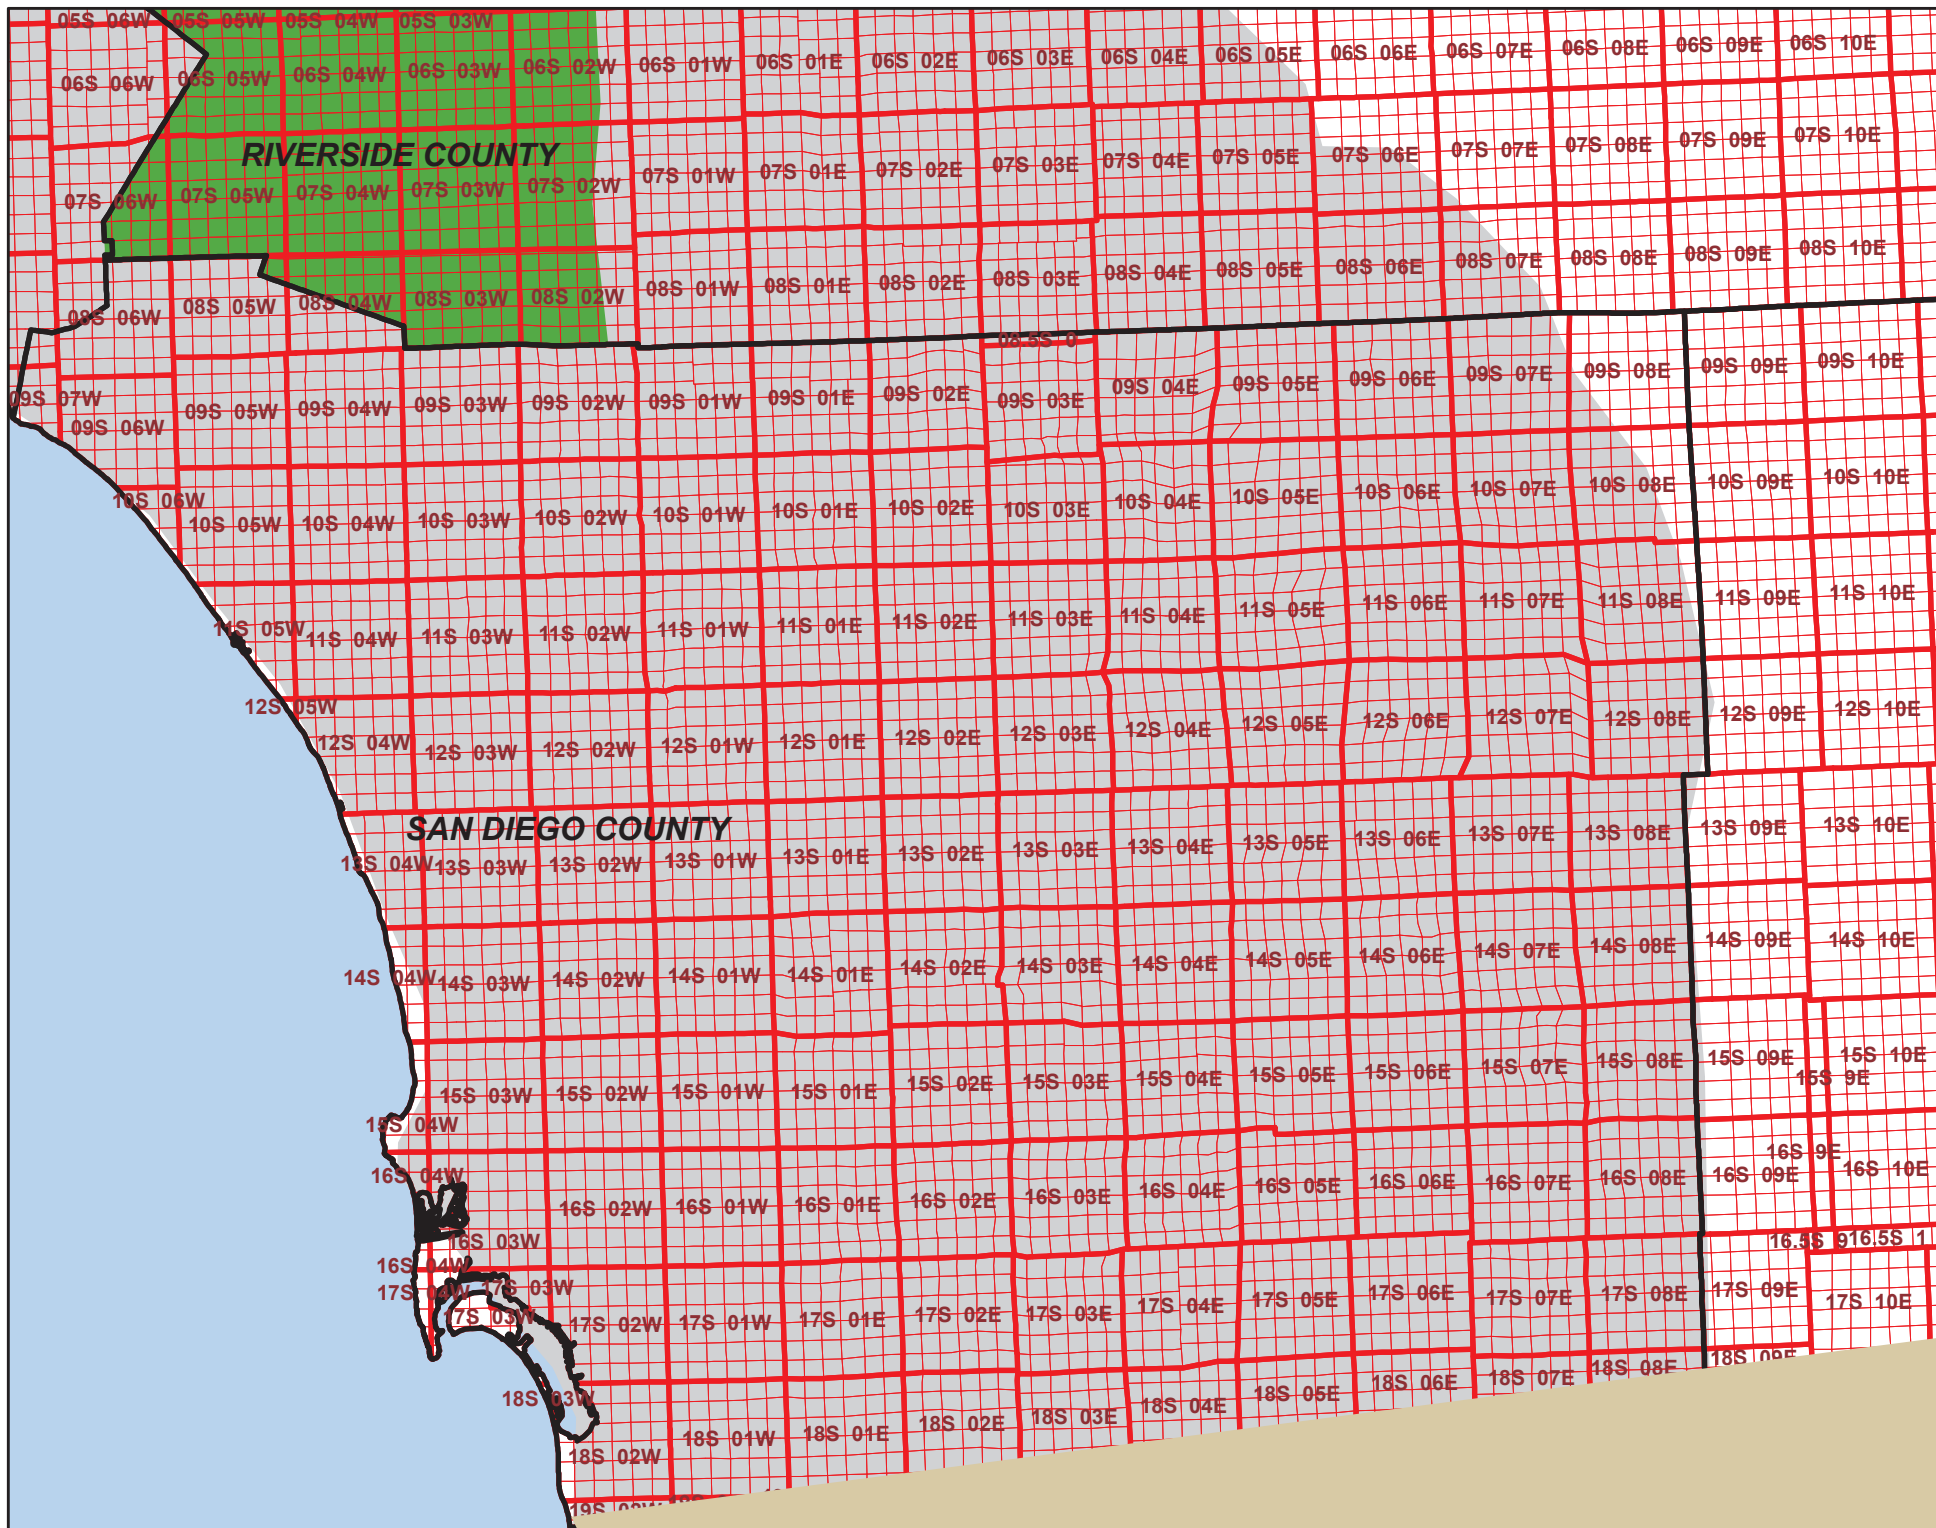 05S 06W 05S 05W 05S 04W 05S 03W
06S 06W 06S 05W 06S 04W 06S 03W 06S 02W 06S 01W 06S 01E 06S 02E 06S 03E 06S 04E 06S 05E 06S 06E 06S 07E 06S 08E 06S 09E 06S 10E
RIVERSIDE COUNTY
07S 06W 07S 05W 07S 04W 07S 03W 07S 02W 07S 01W 07S 01E 07S 02E 07S 03E 07S 04E 07S 05E 07S 06E 07S 07E 07S 08E 07S 09E 07S 10E
08S 06W 08S 05W 08S 04W 08S 03W 08S 02W 08S 01W 08S 01E 08S 02E 08S 03E 08S 04E 08S 05E 08S 06E 08S 07E 08S 08E 08S 09E 08S 10E
08.5S 0
09S 07W 09S 06W 09S 05W 09S 04W 09S 03W 09S 02W 09S 01W 09S 01E 09S 02E 09S 03E 09S 04E 09S 05E 09S 06E 09S 07E 09S 08E 09S 09E 09S 10E
10S 06W 10S 05W 10S 04W 10S 03W 10S 02W 10S 01W 10S 01E 10S 02E 10S 03E 10S 04E 10S 05E 10S 06E 10S 07E 10S 08E 10S 09E 10S 10E
11S 05W 11S 04W 11S 03W 11S 02W 11S 01W 11S 01E 11S 02E 11S 03E 11S 04E 11S 05E 11S 06E 11S 07E 11S 08E 11S 09E 11S 10E
12S 05W 12S 04W 12S 03W 12S 02W 12S 01W 12S 01E 12S 02E 12S 03E 12S 04E 12S 05E 12S 06E 12S 07E 12S 08E 12S 09E 12S 10E
SAN DIEGO COUNTY
13S 04W 13S 03W 13S 02W 13S 01W 13S 01E 13S 02E 13S 03E 13S 04E 13S 05E 13S 06E 13S 07E 13S 08E 13S 09E 13S 10E
14S 04W 14S 03W 14S 02W 14S 01W 14S 01E 14S 02E 14S 03E 14S 04E 14S 05E 14S 06E 14S 07E 14S 08E 14S 09E 14S 10E
15S 03W 15S 02W 15S 01W 15S 01E 15S 02E 15S 03E 15S 04E 15S 05E 15S 06E 15S 07E 15S 08E 15S 09E 15S 10E
15S 9E
15S 04W
16S 9E
16S 04W 16S 02W 16S 01W 16S 01E 16S 02E 16S 03E 16S 04E 16S 05E 16S 06E 16S 07E 16S 08E 16S 09E 16S 10E
16S 03W 16.5S 9 16.5S 1
16S 04W
17S 04W 17S 03W
17S 03W 17S 02W 17S 01W 17S 01E 17S 02E 17S 03E 17S 04E 17S 05E 17S 06E 17S 07E 17S 08E 17S 09E 17S 10E
18S 03W 18S 02W 18S 01W 18S 01E 18S 02E 18S 03E 18S 04E 18S 05E 18S 06E 18S 07E 18S 08E 18S 09E
19S 02W